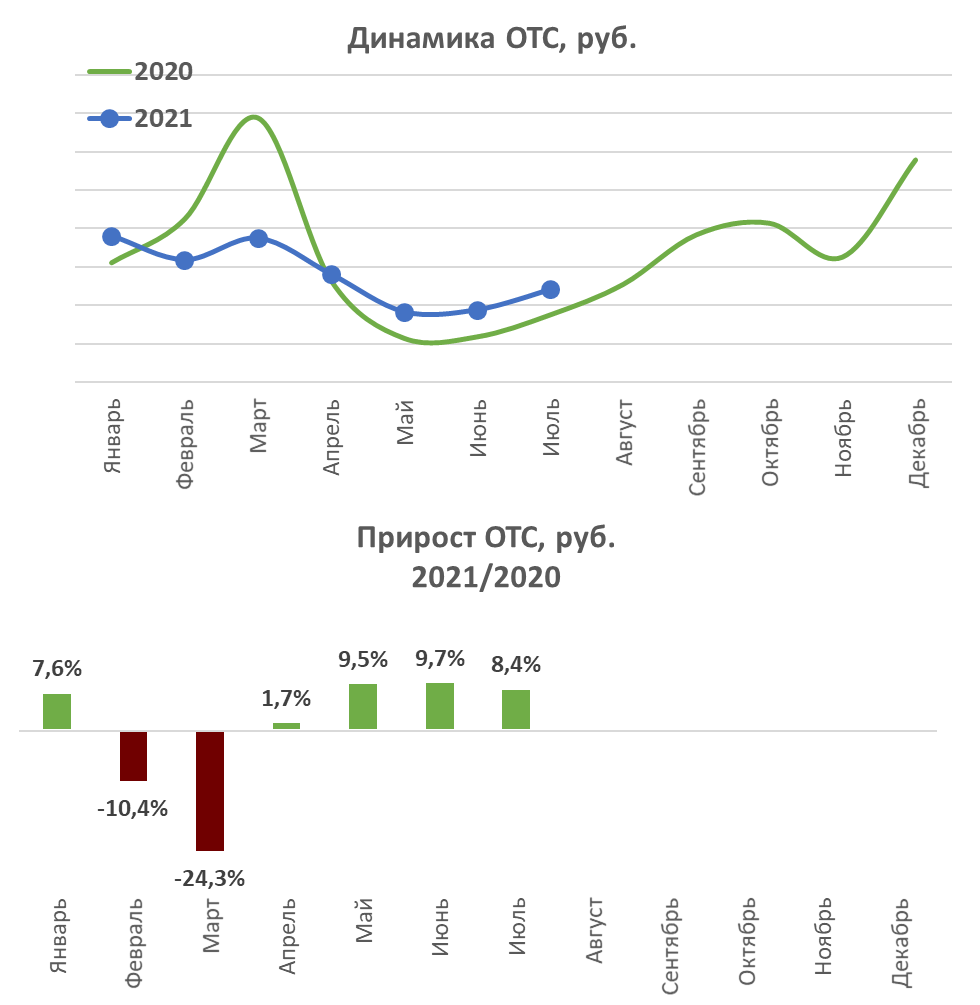 Динамика ОТС, руб.
2020
2021
Январь
Февраль
Март
Апрель
Май
Июнь
Июль
Август
Сентябрь
Октябрь
Ноябрь
Декабрь
Прирост ОТС, руб.
2021/2020
7,6%
-10,4%
-24,3%
1,7%
9,5%
9,7%
8,4%
Январь
Февраль
Март
Апрель
Май
Июнь
Июль
Август
Сентябрь
Октябрь
Ноябрь
Декабрь